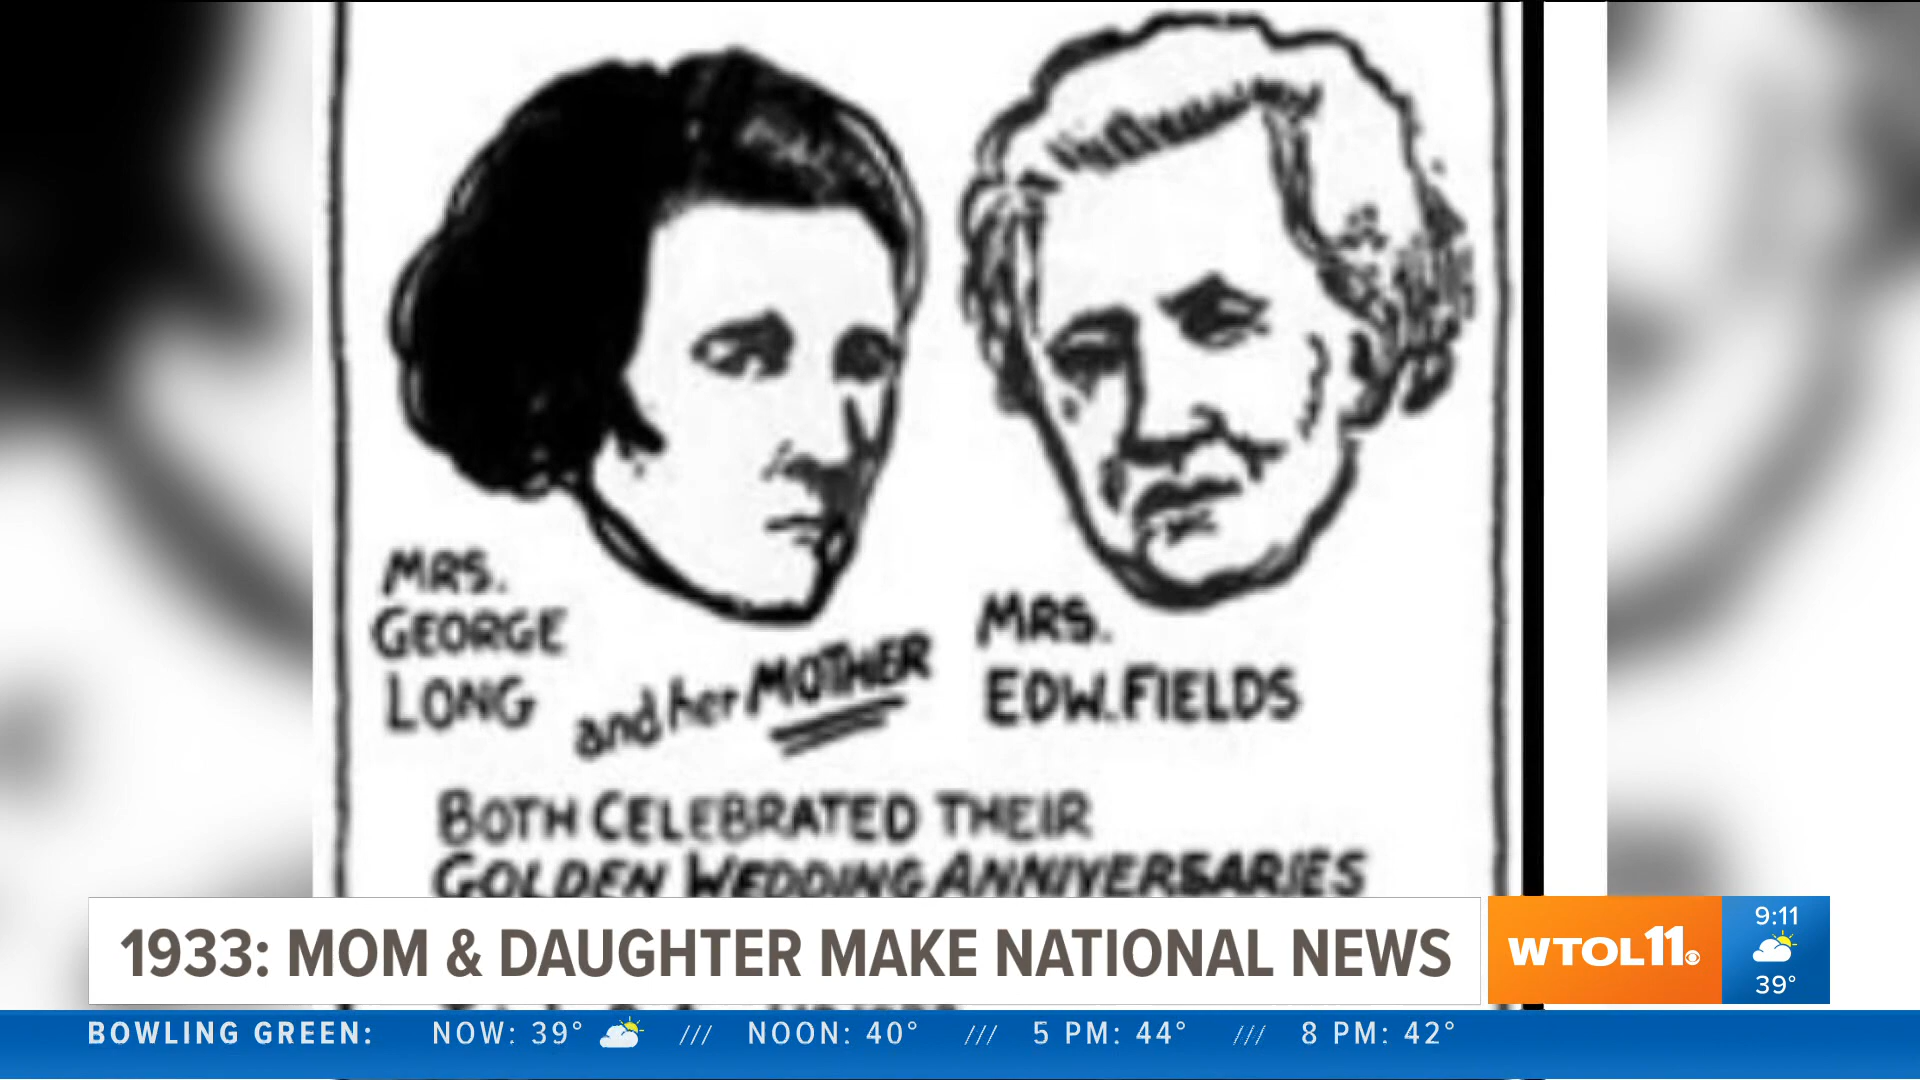 MRS.
GEORGE
LONG
and her MOTHER
MRS.
EDW. FIELDS
BOTH CELEBRATED THEIR
GOLDEN WEDDING ANNIVERSARIES
1933: MOM & DAUGHTER MAKE NATIONAL NEWS
WTOL11
9:11
39°
BOWLING GREEN: NOW: 39° /// NOON: 40° /// 5 PM: 44° /// 8 PM: 42°